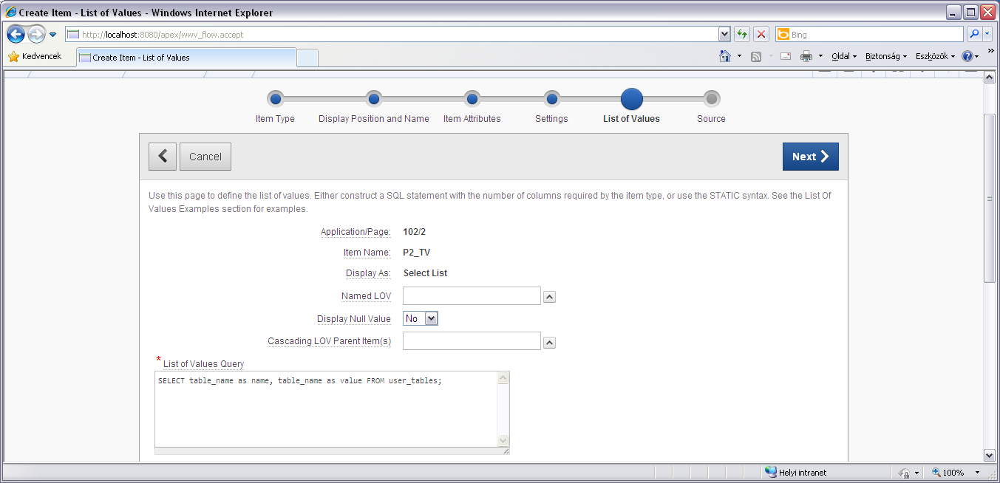 Create Item - List of Values - Windows Internet Explorer
http://localhost:8080/apex/wwv_flow.accept
Bing
Kedvencek
Create Item - List of Values
Oldal
Biztonság
Eszközök
Item Type
Display Position and Name
Item Attributes
Settings
List of Values
Source
Cancel
Next
Use this page to define the list of values. Either construct a SQL statement with the number of columns required by the item type, or use the STATIC syntax. See the List Of
Values Examples section for examples.
Application/Page: 102/2
Item Name: P2_TV
Display As: Select List
Named LOV
Display Null Value No
Cascading LOV Parent Item(s)
* List of Values Query
SELECT table_name as name, table_name as value FROM user_tables;
Helyi intranet
100%